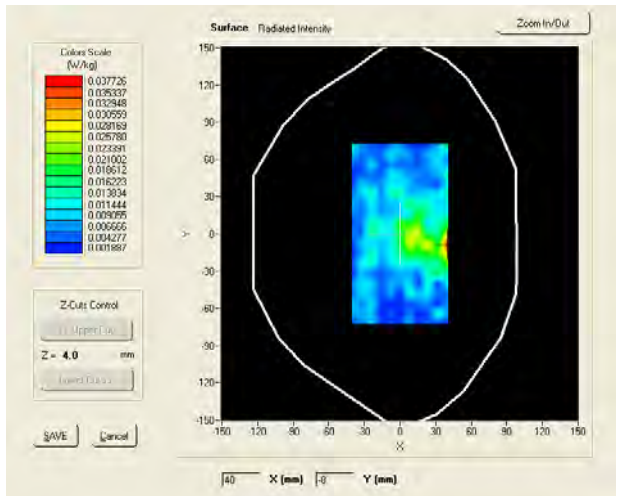 Surface Radiated Intensity
Zoom In/Out
Colors Scale
(W/kg)
0.037726
0.035337
0.032948
0.030559
0.028169
0.025780
0.023391
0.021002
0.018612
0.016223
0.013834
0.011444
0.009055
0.006666
0.004277
0.001887
150-
120-
90-
60-
30-
0-
-30-
-60-
-90-
-120-
-150-
Y
-150 -120 -90 -60 -30 0 30 60 90 120 150
X
Z-Cuts Control
Z = 4.0 mm
SAVE Cancel
40 X (mm) -8 Y (mm)